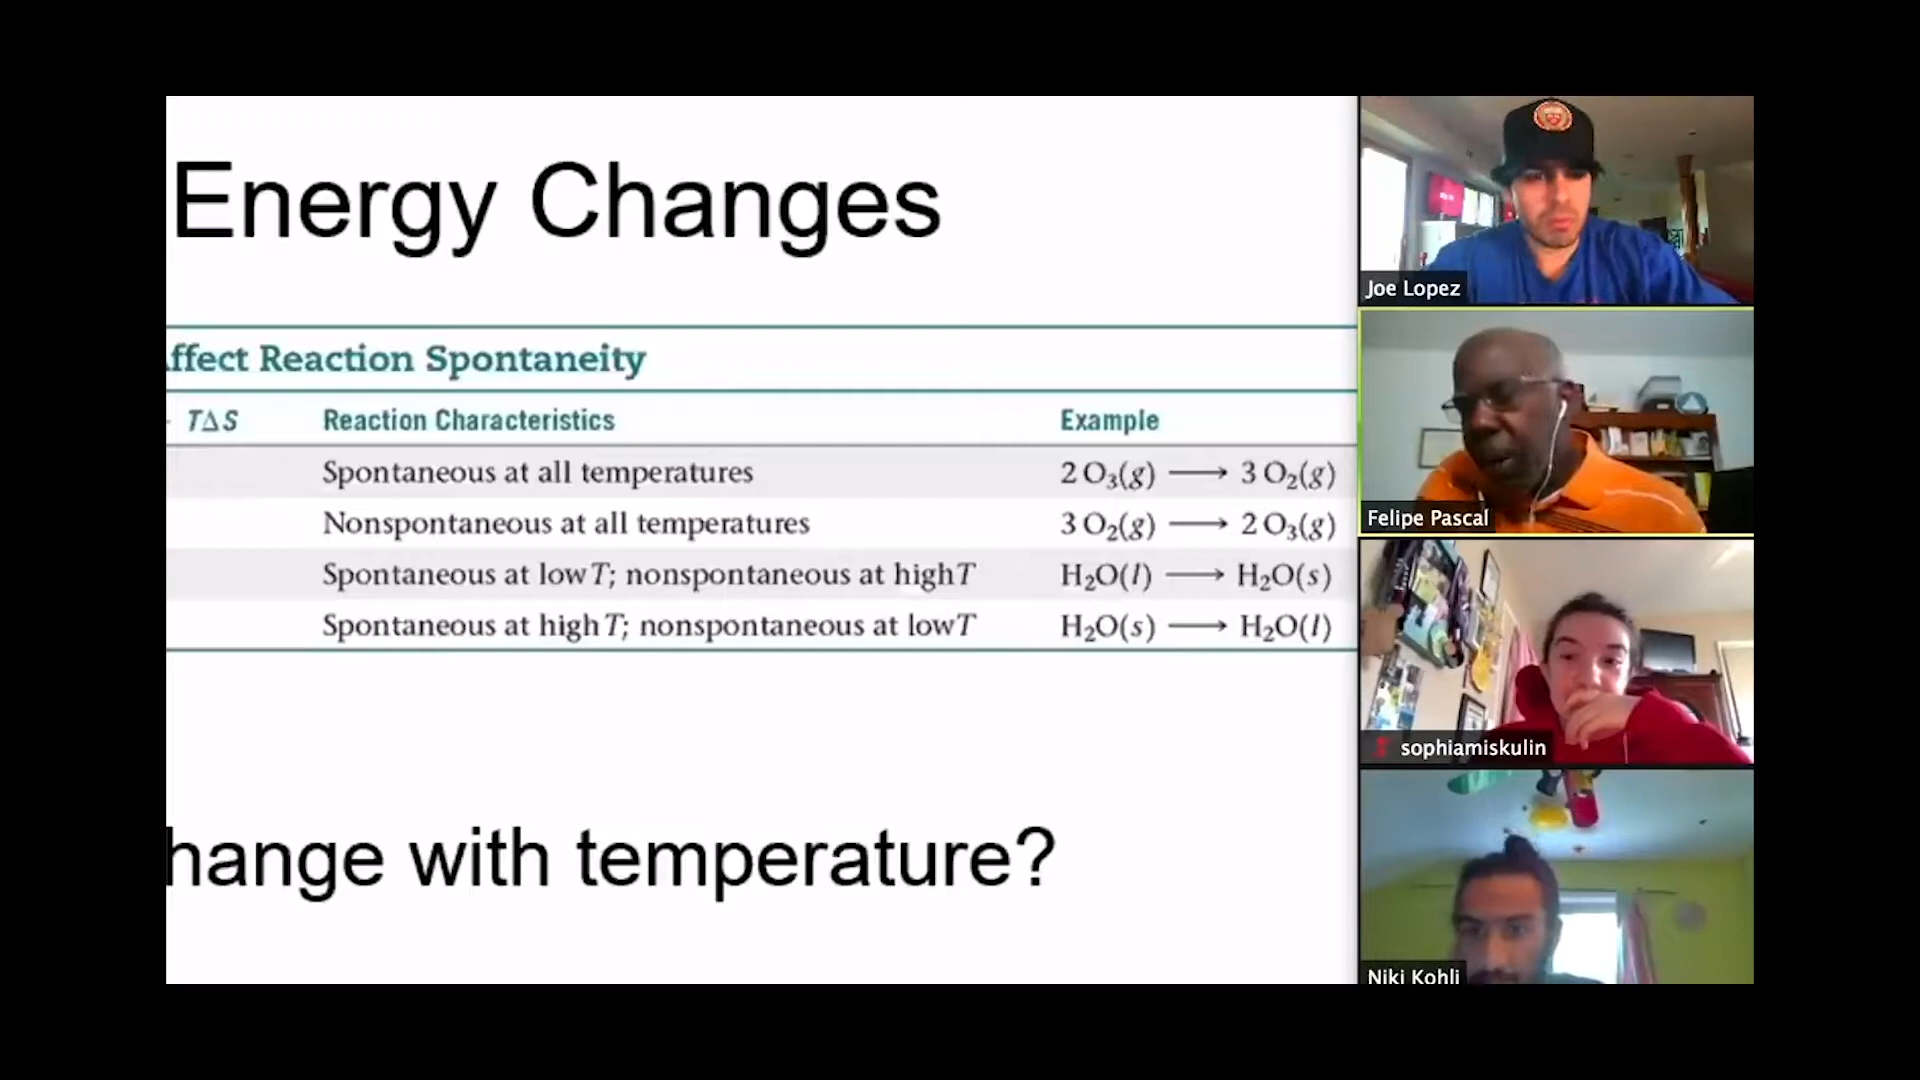 Energy Changes
ffect Reaction Spontaneity
- TΔS Reaction Characteristics Example
Spontaneous at all temperatures 2 O₃(g) ⟶ 3 O₂(g)
Nonspontaneous at all temperatures 3 O₂(g) ⟶ 2 O₃(g)
Spontaneous at low T; nonspontaneous at high T H₂O(l) ⟶ H₂O(s)
Spontaneous at high T; nonspontaneous at low T H₂O(s) ⟶ H₂O(l)
hange with temperature?
Joe Lopez
Felipe Pascal
sophiamiskulin
Niki Kohli